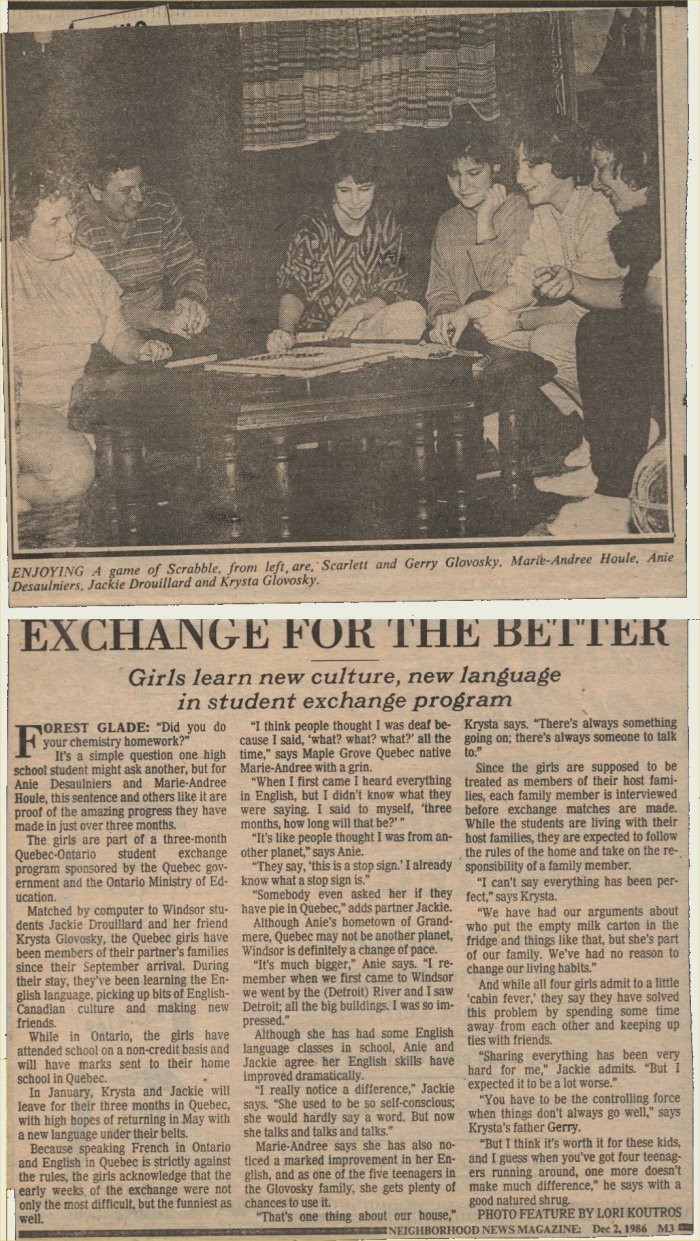 ENJOYING A game of Scrabble, from left, are, Scarlett and Gerry Glovosky, Marie-Andree Houle, Anie
Desaulniers, Jackie Drouillard and Krysta Glovosky.
EXCHANGE FOR THE BETTER
Girls learn new culture, new language
in student exchange program
FOREST GLADE: “Did you do
your chemistry homework?”
It's a simple question one high
school student might ask another, but for
Anie Desaulniers and Marie-Andree
Houle, this sentence and others like it are
proof of the amazing progress they have
made in just over three months.
The girls are part of a three-month
Quebec-Ontario student exchange
program sponsored by the Quebec gov-
ernment and the Ontario Ministry of Ed-
ucation.
Matched by computer to Windsor stu-
dents Jackie Drouillard and her friend
Krysta Glovosky, the Quebec girls have
been members of their partner's families
since their September arrival. During
their stay, they've been learning the En-
glish language, picking up bits of English-
Canadian culture and making new
friends.
While in Ontario, the girls have
attended school on a non-credit basis and
will have marks sent to their home
school in Quebec.
In January, Krysta and Jackie will
leave for their three months in Quebec,
with high hopes of returning in May with
a new language under their belts.
Because speaking French in Ontario
and English in Quebec is strictly against
the rules, the girls acknowledge that the
early weeks of the exchange were not
only the most difficult, but the funniest as
well.
“I think people thought I was deaf be-
cause I said, ‘what? what? what?’ all the
time,” says Maple Grove Quebec native
Marie-Andree with a grin.
“When I first came I heard everything
in English, but I didn't know what they
were saying. I said to myself, ‘three
months, how long will that be?’ ”
“It's like people thought I was from an-
other planet,” says Anie.
“They say, ‘this is a stop sign.’ I already
know what a stop sign is.”
“Somebody even asked her if they
have pie in Quebec,” adds partner Jackie.
Although Anie's hometown of Grand-
mere, Quebec may not be another planet,
Windsor is definitely a change of pace.
“It's much bigger,” Anie says. “I re-
member when we first came to Windsor
we went by the (Detroit) River and I saw
Detroit; all the big buildings. I was so im-
pressed.”
Although she has had some English
language classes in school, Anie and
Jackie agree her English skills have
improved dramatically.
“I really notice a difference,” Jackie
says. “She used to be so self-conscious;
she would hardly say a word. But now
she talks and talks and talks.”
Marie-Andree says she has also no-
ticed a marked improvement in her En-
glish, and as one of the five teenagers in
the Glovosky family, she gets plenty of
chances to use it.
“That's one thing about our house,”
Krysta says. “There's always something
going on; there's always someone to talk
to.”
Since the girls are supposed to be
treated as members of their host fami-
lies, each family member is interviewed
before exchange matches are made.
While the students are living with their
host families, they are expected to follow
the rules of the home and take on the re-
sponsibility of a family member.
“I can't say everything has been per-
fect,” says Krysta.
“We have had our arguments about
who put the empty milk carton in the
fridge and things like that, but she's part
of our family. We've had no reason to
change our living habits.”
And while all four girls admit to a little
‘cabin fever,’ they say they have solved
this problem by spending some time
away from each other and keeping up
ties with friends.
“Sharing everything has been very
hard for me,” Jackie admits. “But I
expected it to be a lot worse.”
“You have to be the controlling force
when things don't always go well,” says
Krysta's father Gerry.
“But I think it's worth it for these kids,
and I guess when you've got four teenag-
ers running around, one more doesn't
make much difference,” he says with a
good natured shrug.
PHOTO FEATURE BY LORI KOUTROS
NEIGHBORHOOD NEWS MAGAZINE: Dec 2, 1986 M3